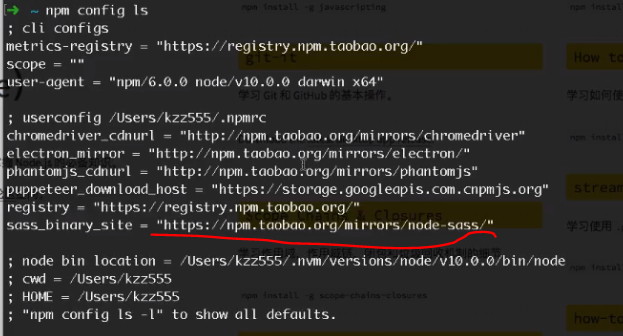 → ~ npm config ls
; cli configs
metrics-registry = "https://registry.npm.taobao.org/"
scope = ""
user-agent = "npm/6.0.0 node/v10.0.0 darwin x64"
; userconfig /Users/kzz555/.npmrc
chromedriver_cdnurl = "http://npm.taobao.org/mirrors/chromedriver"
electron_mirror = "http://npm.taobao.org/mirrors/electron/"
phantomjs_cdnurl = "http://npm.taobao.org/mirrors/phantomjs"
puppeteer_download_host = "https://storage.googleapis.com.cnpmjs.org"
registry = "https://registry.npm.taobao.org/"
sass_binary_site = "https://npm.taobao.org/mirrors/node-sass/"
; node bin location = /Users/kzz555/.nvm/versions/node/v10.0.0/bin/node
; cwd = /Users/kzz555
; HOME = /Users/kzz555
; "npm config ls -l" to show all defaults.
npm install -g javascripting
git-it
学习 Git 和 GitHub 的基本操作。
Scope Chains & Closures
npm install -g scope-chains-closures
npm install
How to
学习如何使
npm install
stream
学习使用
npm install
how-to